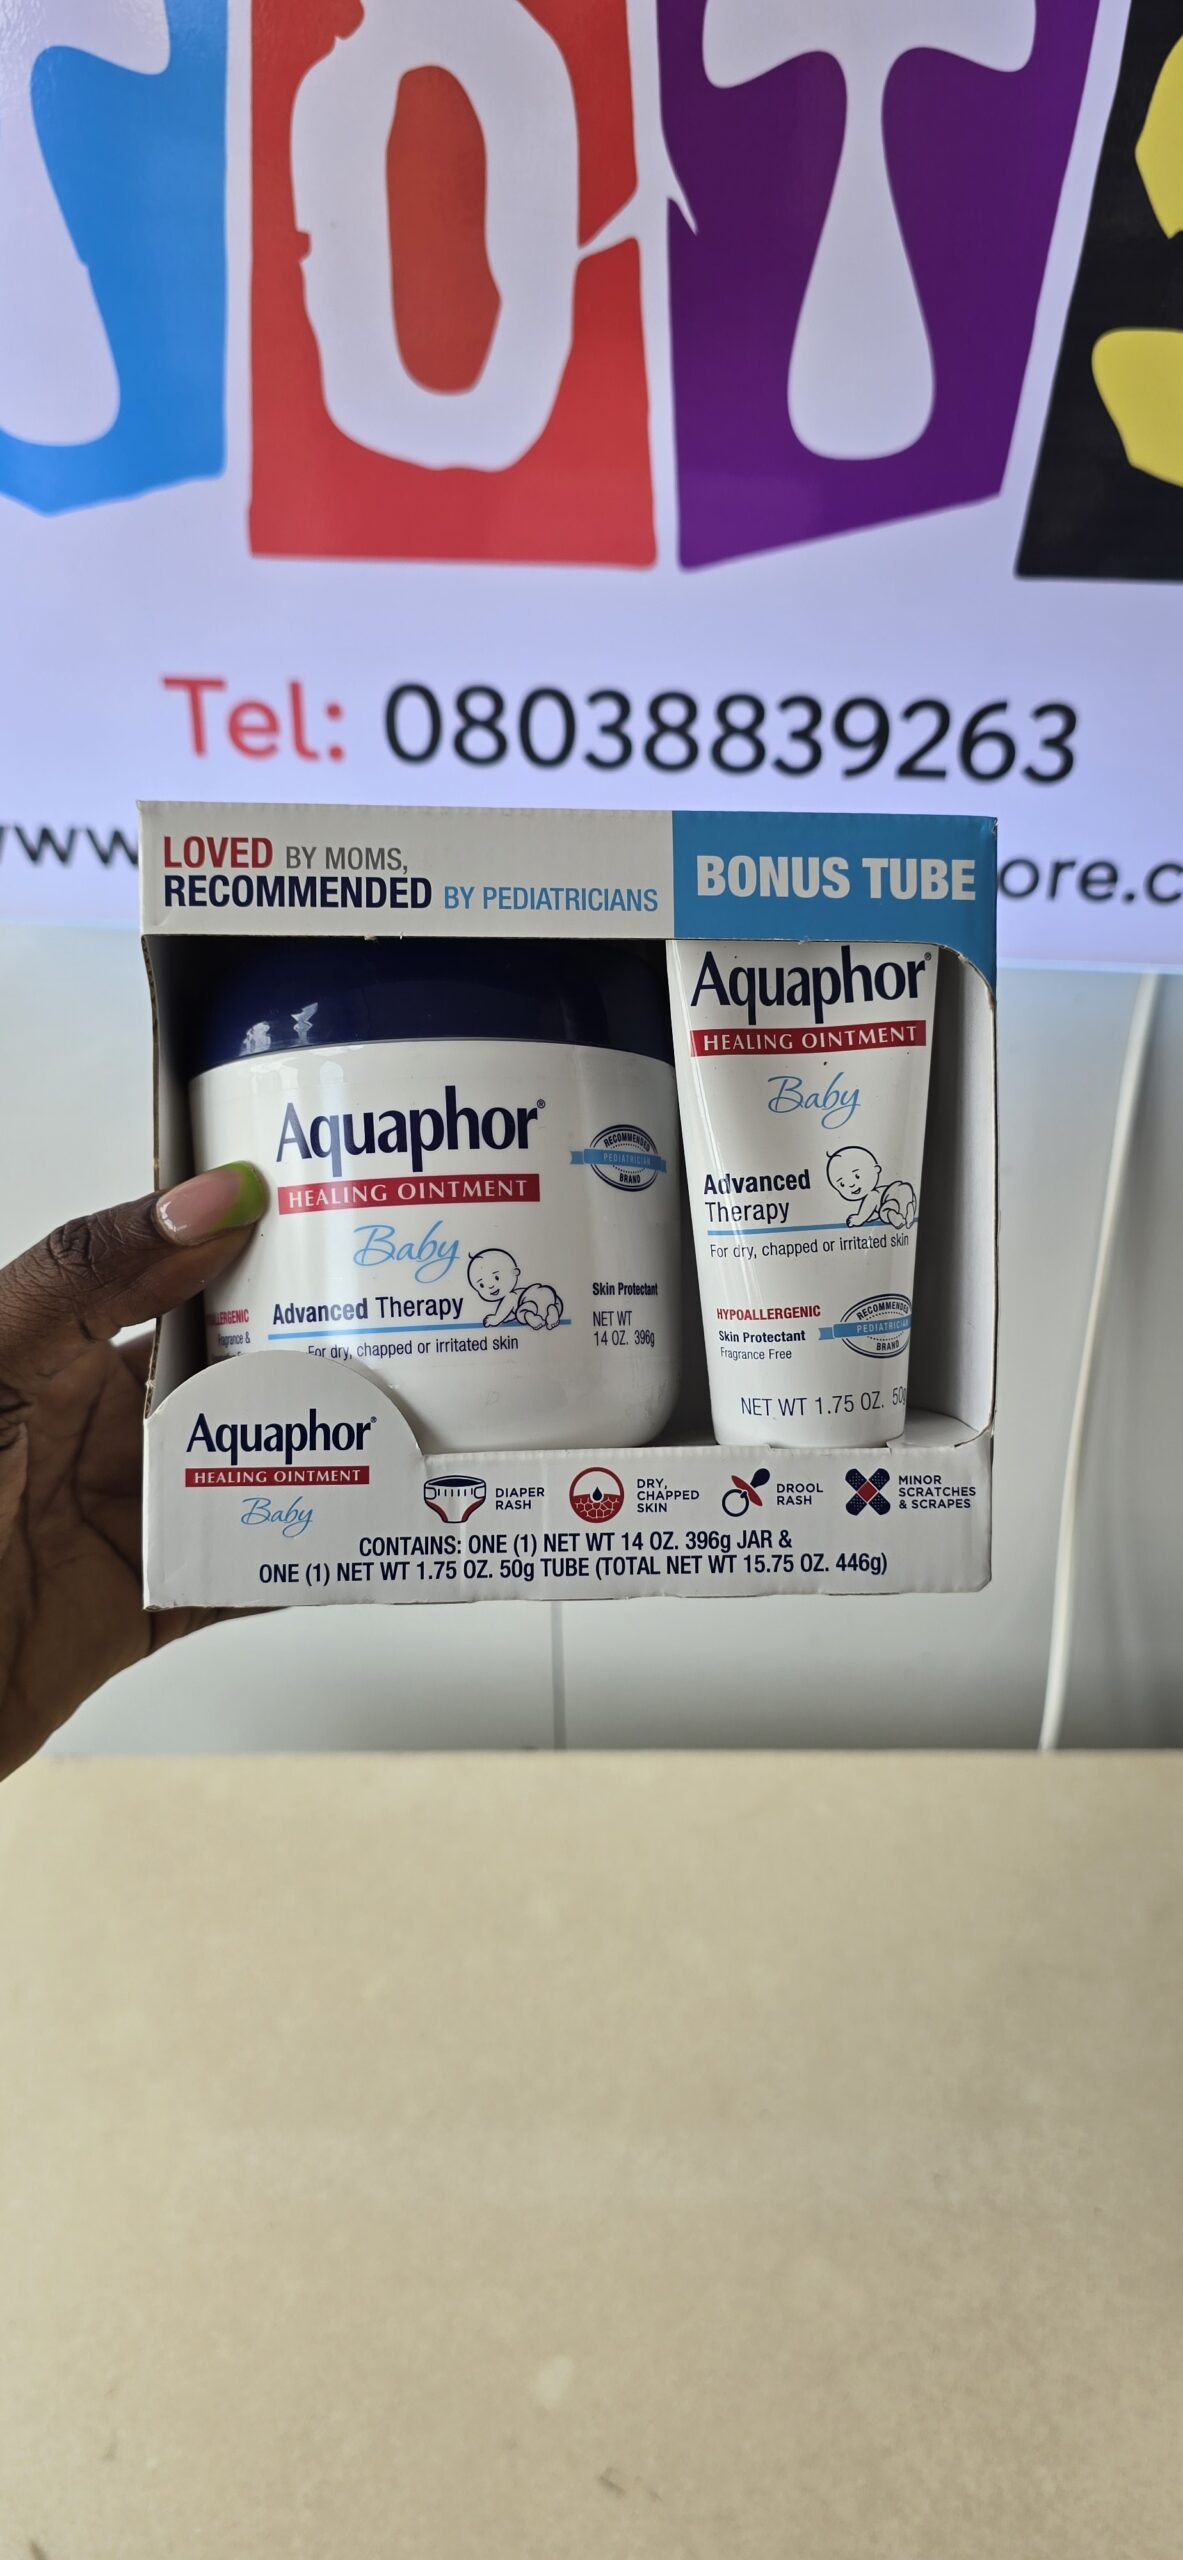 TOTS
Tel: 08038839263
www.
ore.c
LOVED BY MOMS,
RECOMMENDED BY PEDIATRICIANS
BONUS TUBE
Aquaphor®
HEALING OINTMENT
Baby
Advanced Therapy
For dry, chapped or irritated skin
RECOMMENDED
PEDIATRICIAN
BRAND
Skin Protectant
NET WT
14 OZ. 396g
ALLERGENIC
Fragrance &
Aquaphor®
HEALING OINTMENT
Baby
Advanced
Therapy
For dry, chapped or irritated skin
HYPOALLERGENIC
Skin Protectant
Fragrance Free
RECOMMENDED
PEDIATRICIAN
BRAND
NET WT 1.75 OZ. 50g
Aquaphor®
HEALING OINTMENT
Baby
DIAPER
RASH
DRY,
CHAPPED
SKIN
DROOL
RASH
MINOR
SCRATCHES
& SCRAPES
CONTAINS: ONE (1) NET WT 14 OZ. 396g JAR &
ONE (1) NET WT 1.75 OZ. 50g TUBE (TOTAL NET WT 15.75 OZ. 446g)